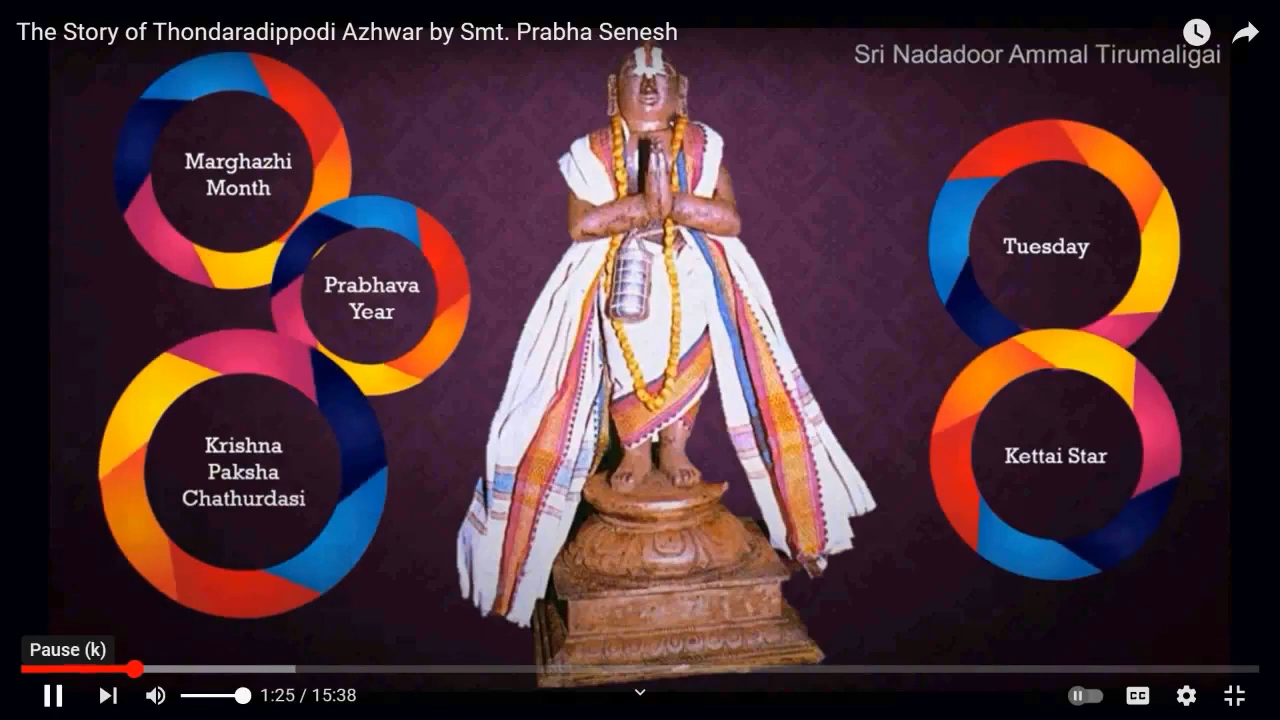 The Story of Thondaradippodi Azhwar by Smt. Prabha Senesh
Sri Nadadoor Ammal Tirumaligai
Marghazhi
Month
Prabhava
Year
Krishna
Paksha
Chathurdasi
Tuesday
Kettai Star
Pause (k)
1:25 / 15:38
CC